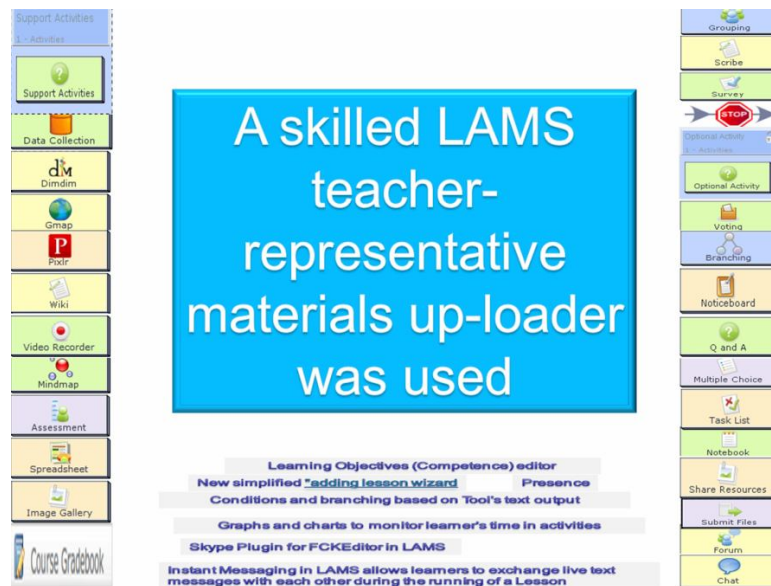 Support Activities
1 - Activities
Support Activities
Data Collection
dimdim
Dimdim
Gmap
P
Pixlr
Wiki
Video Recorder
Mindmap
Assessment
Spreadsheet
Image Gallery
Course Gradebook
A skilled LAMS
teacher-
representative
materials up-loader
was used
Learning Objectives (Competence) editor
New simplified "adding lesson wizard Presence
Conditions and branching based on Tool's text output
Graphs and charts to monitor learner's time in activities
Skype Plugin for FCKEditor in LAMS
Instant Messaging in LAMS allows learners to exchange live text
messages with each other during the running of a Lesson
Grouping
Scribe
Survey
STOP
Optional Activity
1 - Activities
Optional Activity
Voting
Branching
Noticeboard
Q and A
Multiple Choice
Task List
Notebook
Share Resources
Submit Files
Forum
Chat